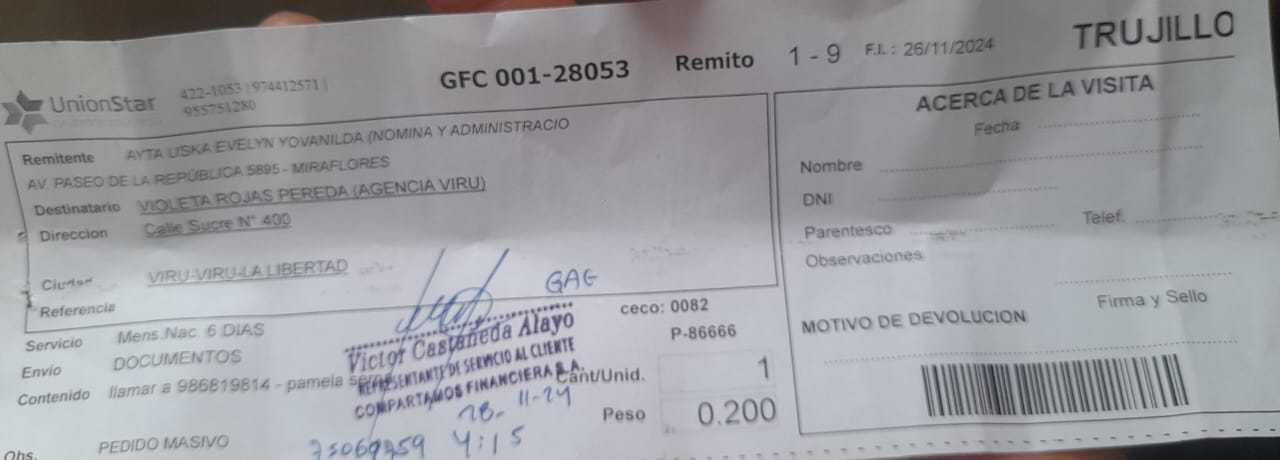 UnionStar
422-1053 | 974412571 |
955751280
GFC 001-28053
Remito 1 - 9 F.I.: 26/11/2024
TRUJILLO
Remitente AYTA USKA EVELYN YOVANILDA (NOMINA Y ADMINISTRACIO
AV. PASEO DE LA REPÚBLICA 5895 - MIRAFLORES
Destinatario VIOLETA ROJAS PEREDA (AGENCIA VIRU)
Direccion Calle Sucre N° 400
Ciudad VIRU-VIRU-LA LIBERTAD
Referencia
Servicio Mens.Nac. 6 DIAS
Envio DOCUMENTOS
Contenido llamar a 986819814 - pamela
Obs. PEDIDO MASIVO
GAG
Victor Castañeda Alayo
REPRESENTANTE DE SERVICIO AL CLIENTE
COMPARTAMOS FINANCIERA S.A.
28-11-24
75069759 4:15
ceco: 0082
P-86666
Cant/Unid. 1
Peso 0.200
ACERCA DE LA VISITA
Fecha
Nombre
DNI
Parentesco Telef.
Observaciones
Firma y Sello
MOTIVO DE DEVOLUCION